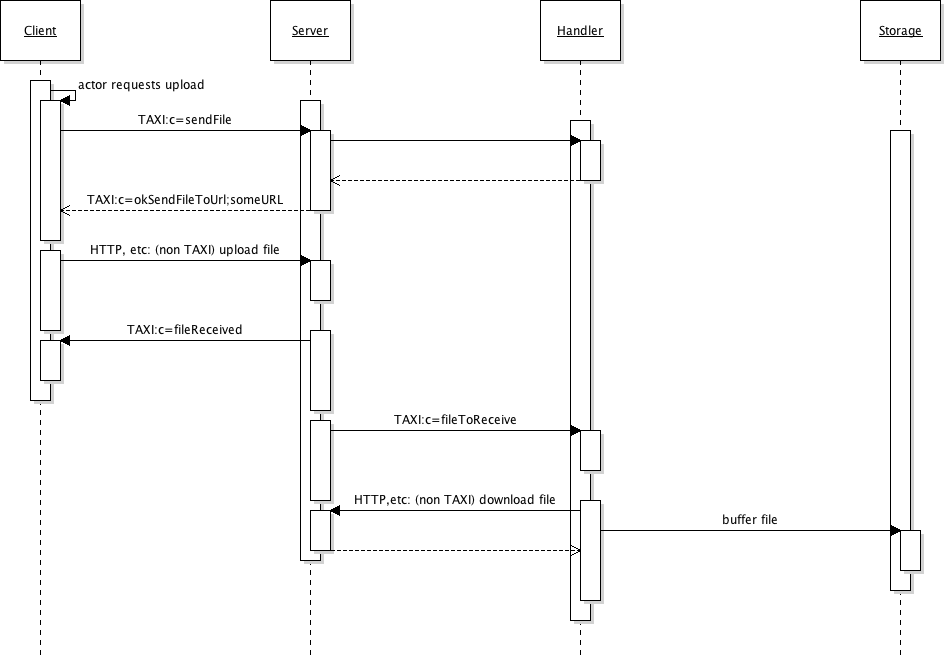 Client
Server
Handler
Storage
actor requests upload
TAXI:c=sendFile
TAXI:c=okSendFileToUrl;someURL
HTTP, etc: (non TAXI) upload file
TAXI:c=fileReceived
TAXI:c=fileToReceive
HTTP,etc: (non TAXI) download file
buffer file